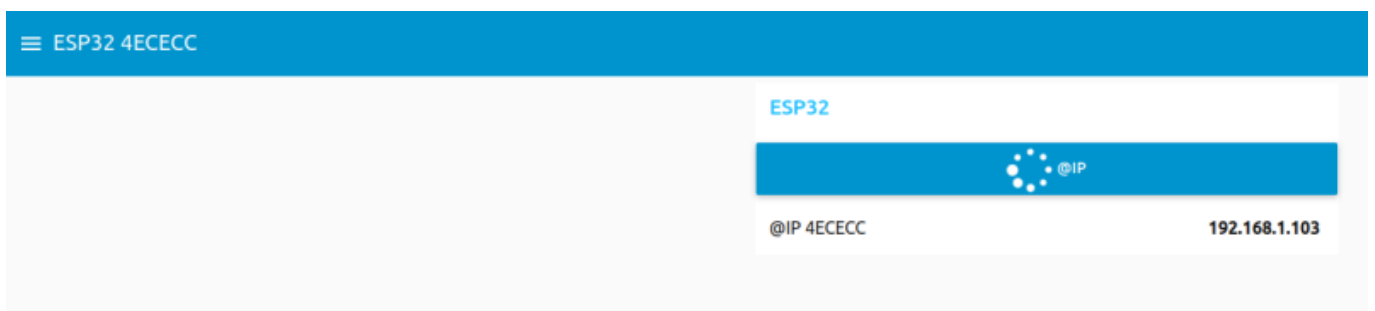 ESP32 4ECECC
ESP32
@IP
@IP 4ECECC 192.168.1.103